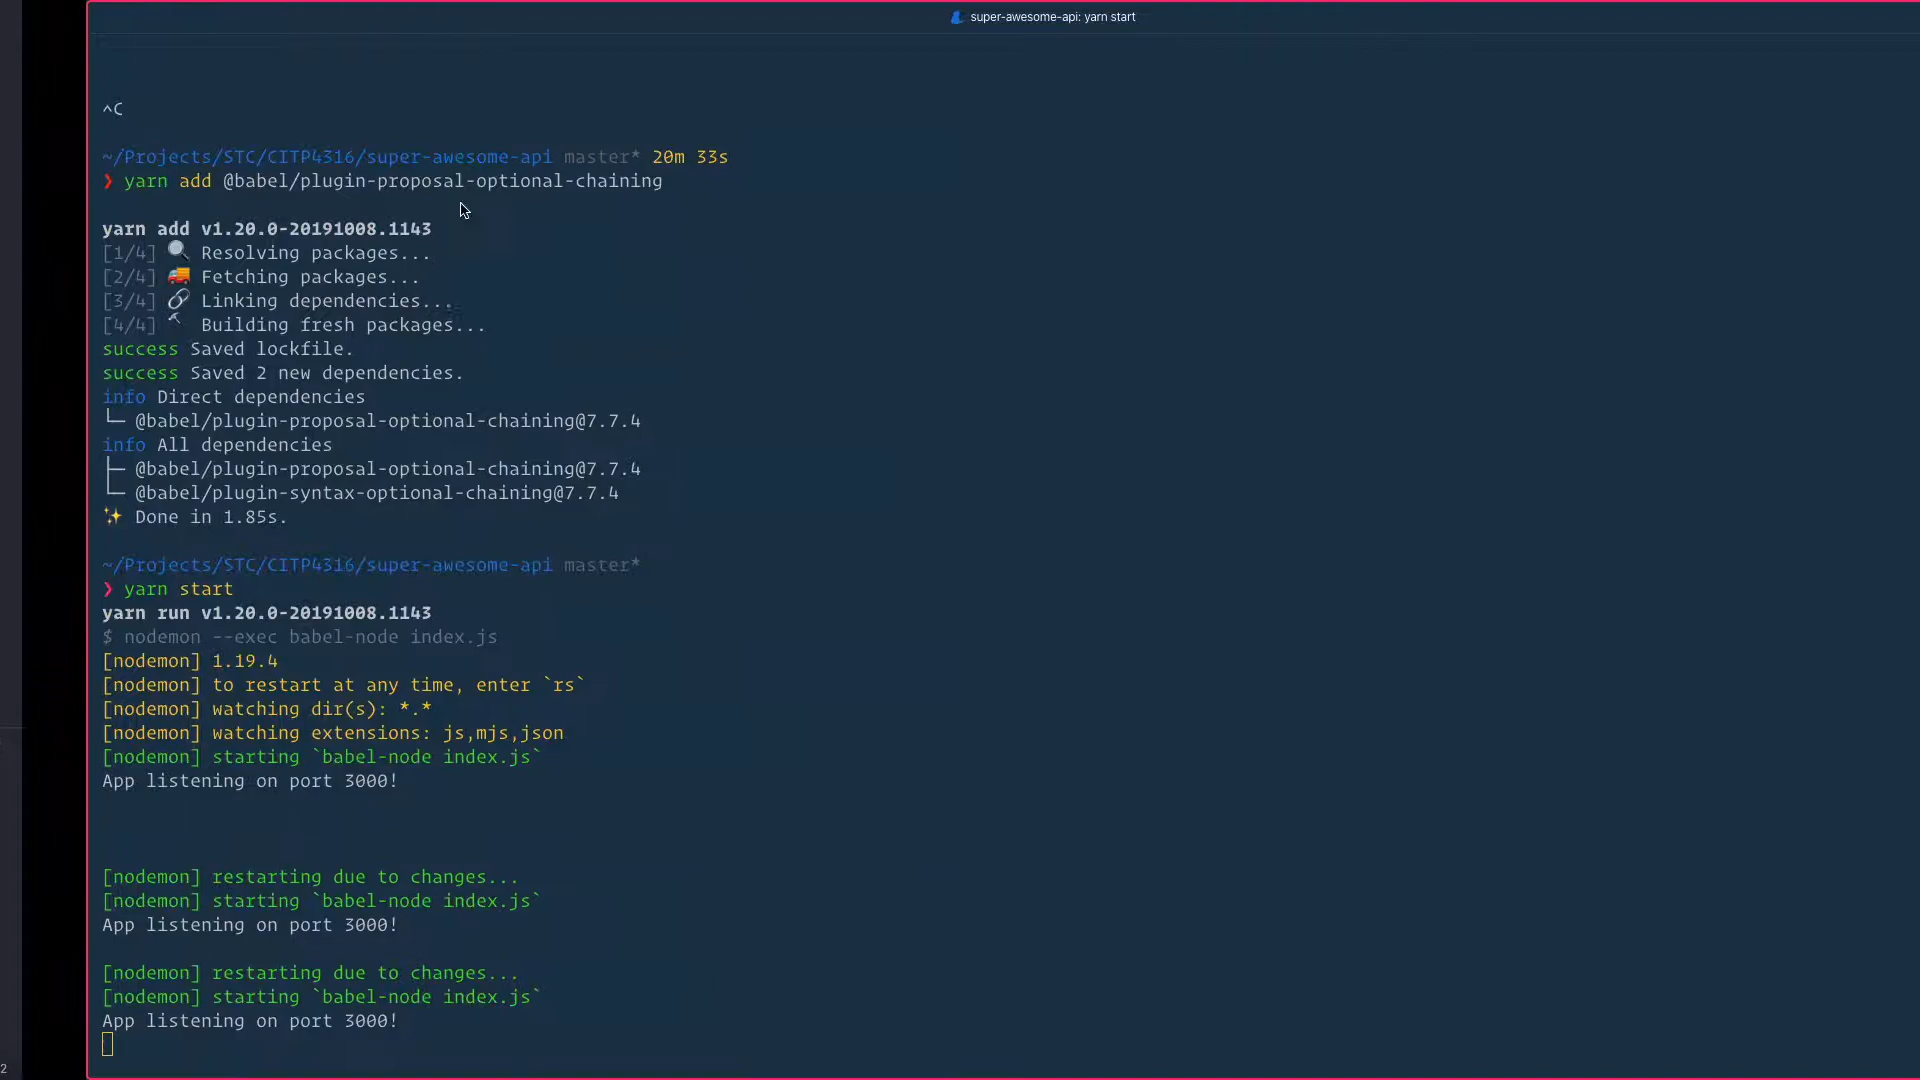 super-awesome-api: yarn start
^C
~/Projects/STC/CITP4316/super-awesome-api master* 20m 33s
❯ yarn add @babel/plugin-proposal-optional-chaining
yarn add v1.20.0-20191008.1143
[1/4] 🔍 Resolving packages...
[2/4] 🚚 Fetching packages...
[3/4] 🔗 Linking dependencies...
[4/4] 🔨 Building fresh packages...
success Saved lockfile.
success Saved 2 new dependencies.
info Direct dependencies
└─ @babel/plugin-proposal-optional-chaining@7.7.4
info All dependencies
├─ @babel/plugin-proposal-optional-chaining@7.7.4
└─ @babel/plugin-syntax-optional-chaining@7.7.4
✨ Done in 1.85s.
~/Projects/STC/CITP4316/super-awesome-api master*
❯ yarn start
yarn run v1.20.0-20191008.1143
$ nodemon --exec babel-node index.js
[nodemon] 1.19.4
[nodemon] to restart at any time, enter `rs`
[nodemon] watching dir(s): *.*
[nodemon] watching extensions: js,mjs,json
[nodemon] starting `babel-node index.js`
App listening on port 3000!
[nodemon] restarting due to changes...
[nodemon] starting `babel-node index.js`
App listening on port 3000!
[nodemon] restarting due to changes...
[nodemon] starting `babel-node index.js`
App listening on port 3000!
2